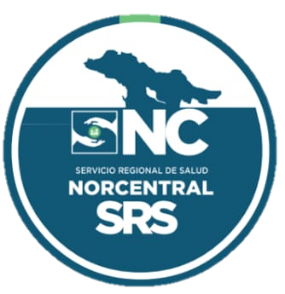 SNC
SERVICIO REGIONAL DE SALUD
NORCENTRAL
SRS